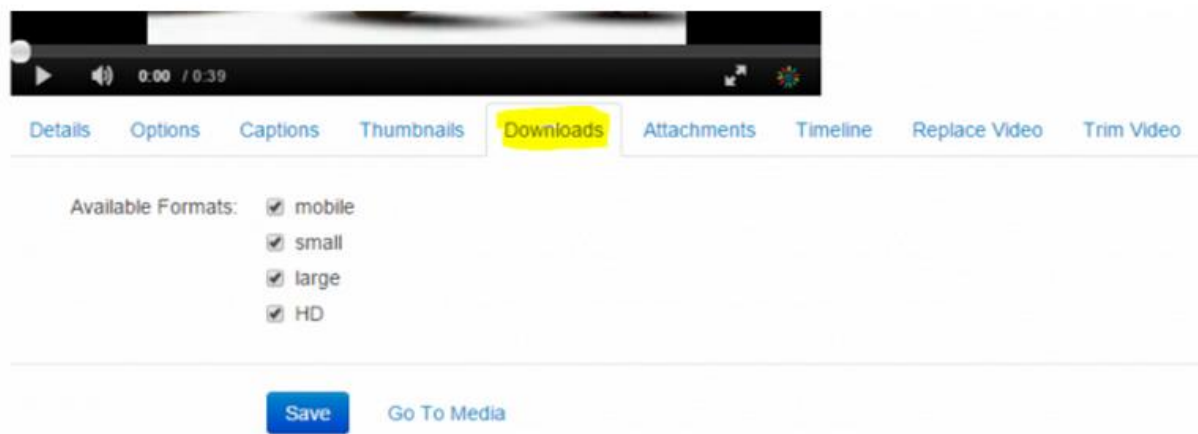 0:00 / 0:39
Details Options Captions Thumbnails Downloads Attachments Timeline Replace Video Trim Video
Available Formats: mobile
small
large
HD
Save Go To Media